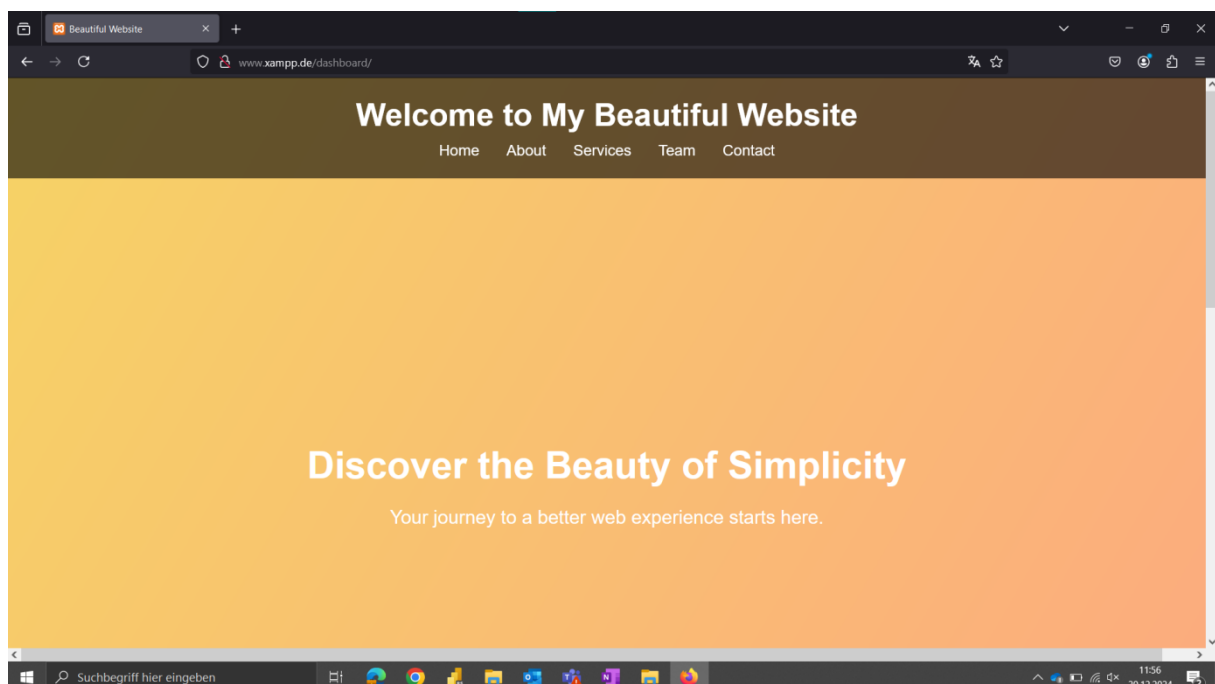 Beautiful Website
www.xampp.de/dashboard/
Welcome to My Beautiful Website
Home About Services Team Contact
Discover the Beauty of Simplicity
Your journey to a better web experience starts here.
Suchbegriff hier eingeben
11:56